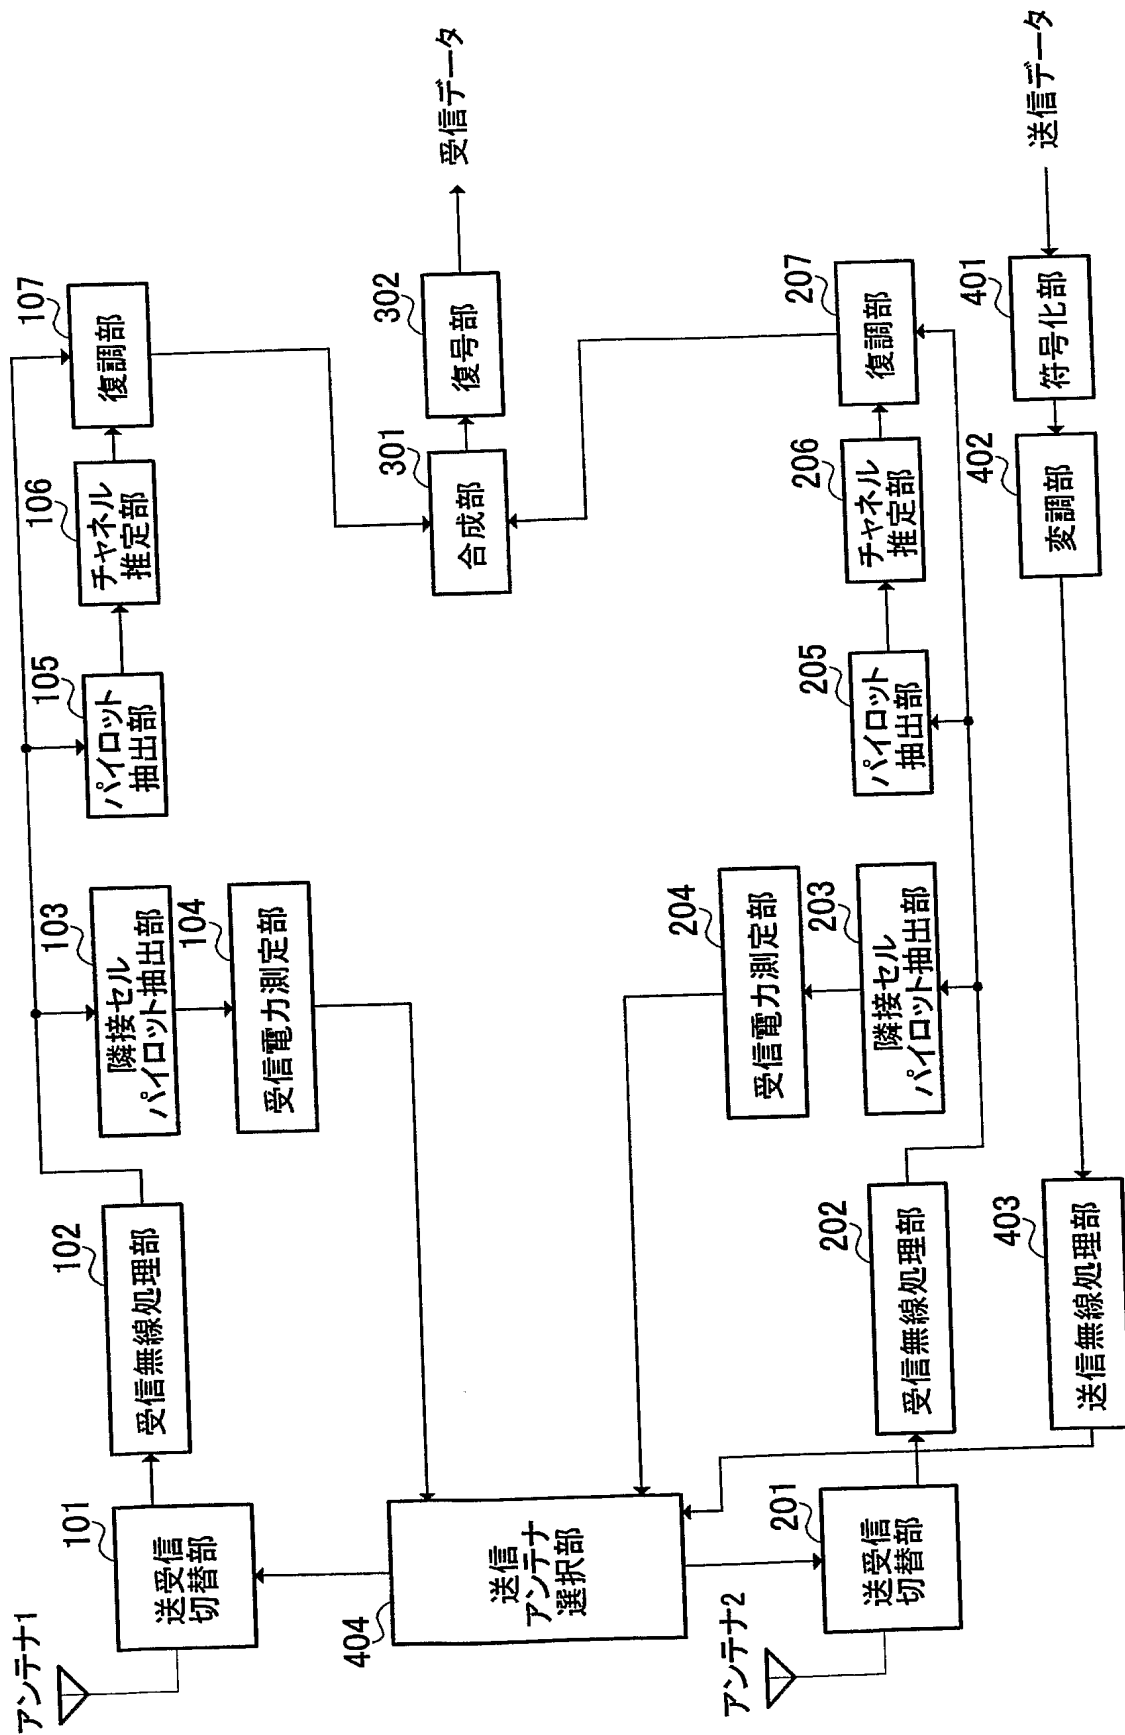 アンテナ1
101
送受信
切替部
102
受信無線処理部
103
隣接セル
パイロット抽出部
104
受信電力測定部
105
パイロット
抽出部
106
チャネル
推定部
107
復調部
301
合成部
302
復号部
受信データ
404
送信
アンテナ
選択部
アンテナ2
201
送受信
切替部
202
受信無線処理部
203
隣接セル
パイロット抽出部
204
受信電力測定部
205
パイロット
抽出部
206
チャネル
推定部
207
復調部
403
送信無線処理部
402
変調部
401
符号化部
送信データ